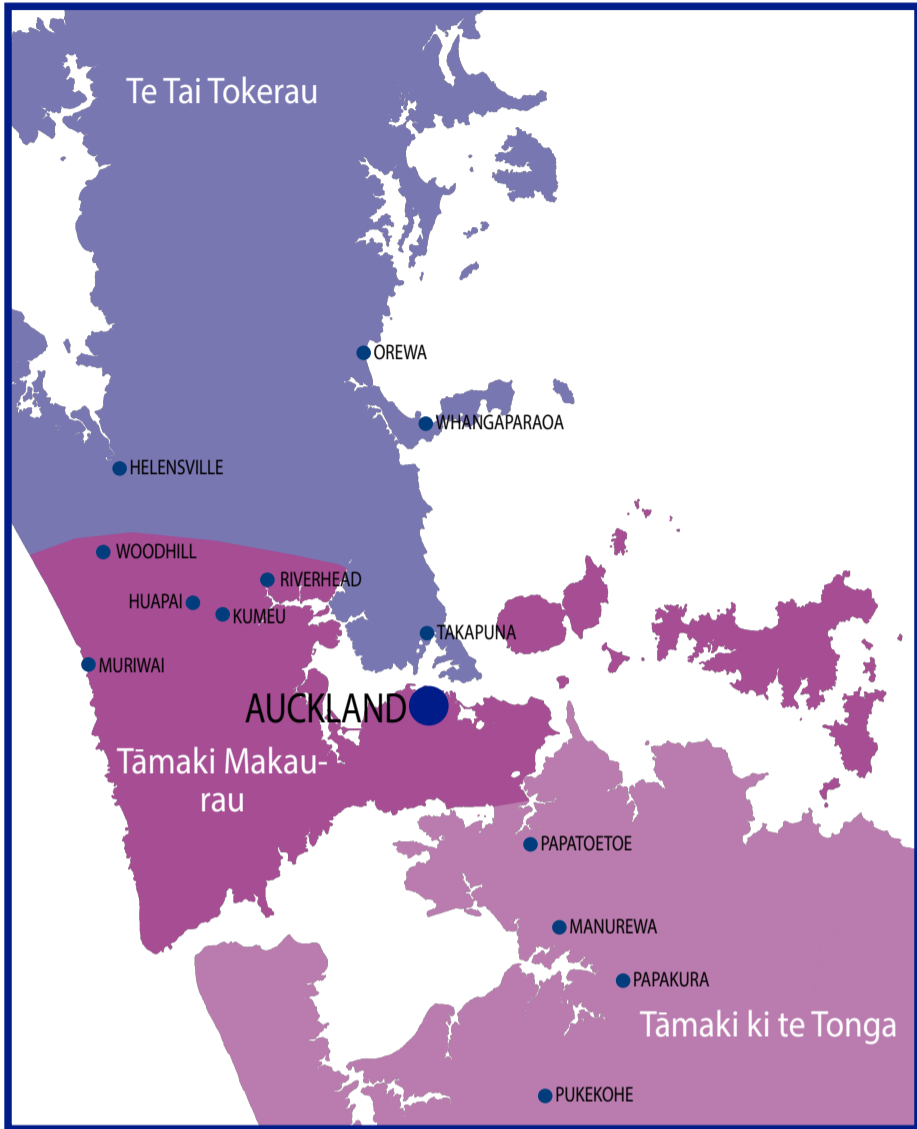 Te Tai Tokerau
OREWA
WHANGAPARAOA
HELENSVILLE
WOODHILL
RIVERHEAD
HUAPAI
KUMEU
TAKAPUNA
MURIWAI
AUCKLAND
Tāmaki Makau-
rau
PAPATOETOE
MANUREWA
PAPAKURA
Tāmaki ki te Tonga
PUKEKOHE